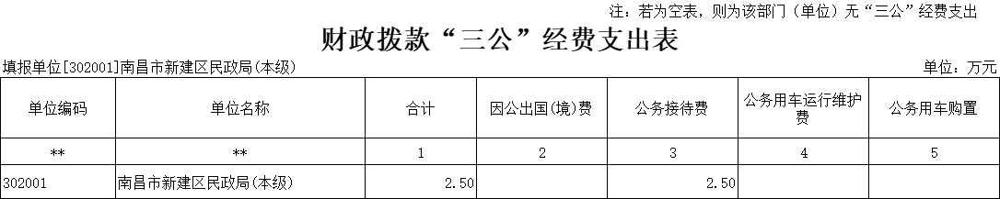 注：若为空表，则为该部门（单位）无“三公”经费支出
财政拨款“三公”经费支出表
填报单位[302001]南昌市新建区民政局(本级) 单位：万元
单位编码 单位名称 合计 因公出国(境)费 公务接待费 公务用车运行维护费 公务用车购置
** ** 1 2 3 4 5
302001 南昌市新建区民政局(本级) 2.50 2.50